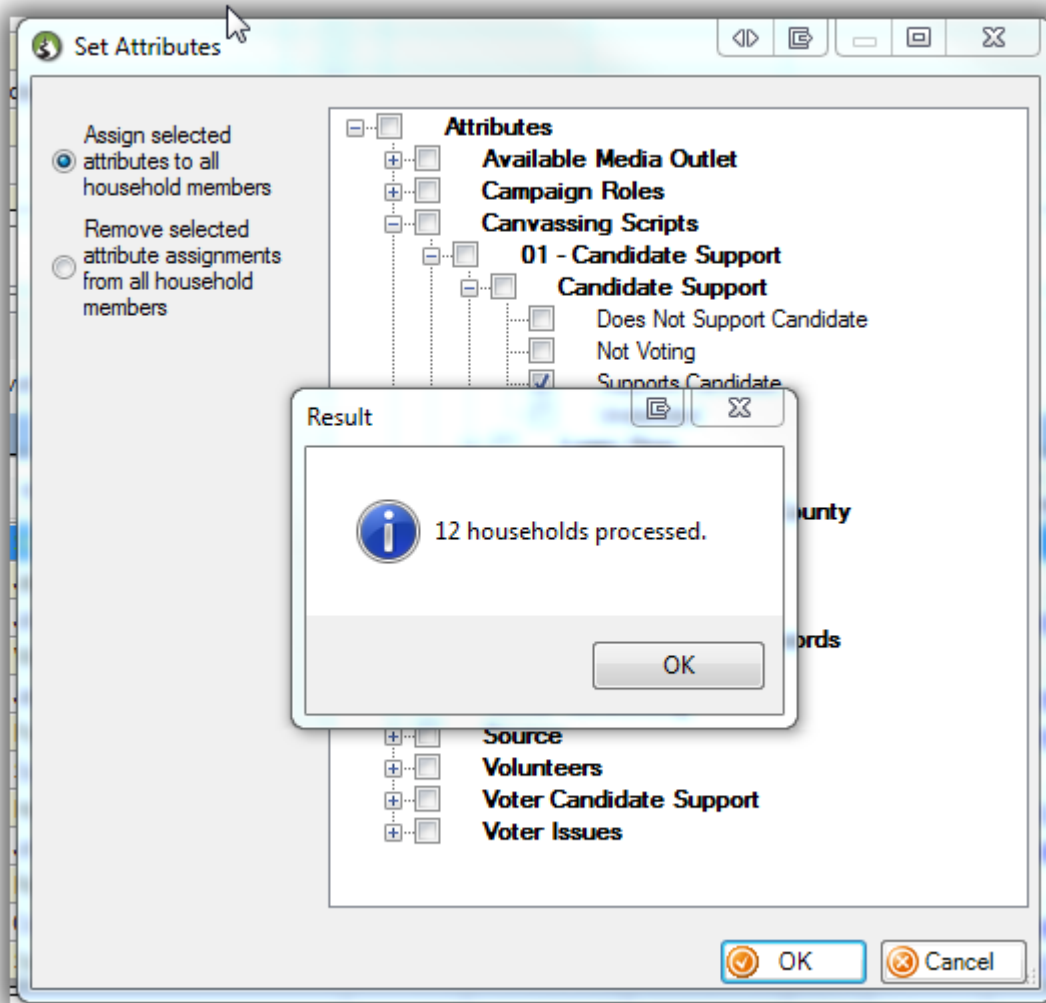 Set Attributes
Assign selected
attributes to all
household members
Remove selected
attribute assignments
from all household
members
Attributes
Available Media Outlet
Campaign Roles
Canvassing Scripts
01 - Candidate Support
Candidate Support
Does Not Support Candidate
Not Voting
Supports Candidate
Result
12 households processed.
OK
Source
Volunteers
Voter Candidate Support
Voter Issues
OK
Cancel